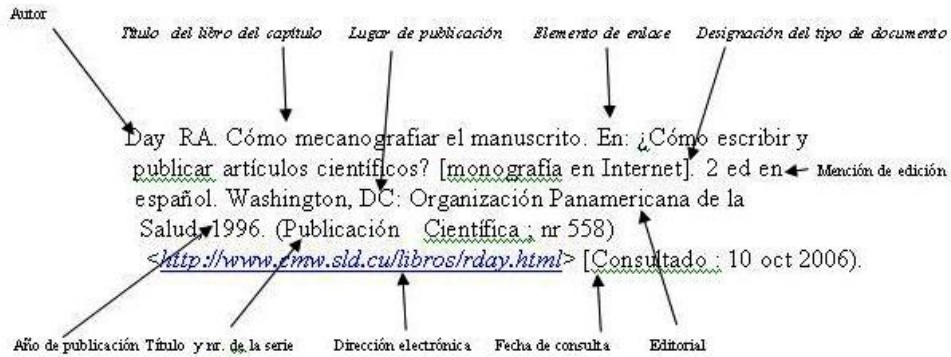 Autor
Título del libro del capítulo Lugar de publicación Elemento de enlace Designación del tipo de documento
Day RA. Cómo mecanografiar el manuscrito. En: ¿Cómo escribir y
publicar artículos científicos? [monografía en Internet]. 2 ed en
Mención de edición
español. Washington, DC: Organización Panamericana de la
Salud, 1996. (Publicación Científica ; nr 558)
<http://www.cmw.sld.cu/libros/rday.html> [Consultado : 10 oct 2006).
Año de publicación Título y nr. de la serie Dirección electrónica Fecha de consulta Editorial